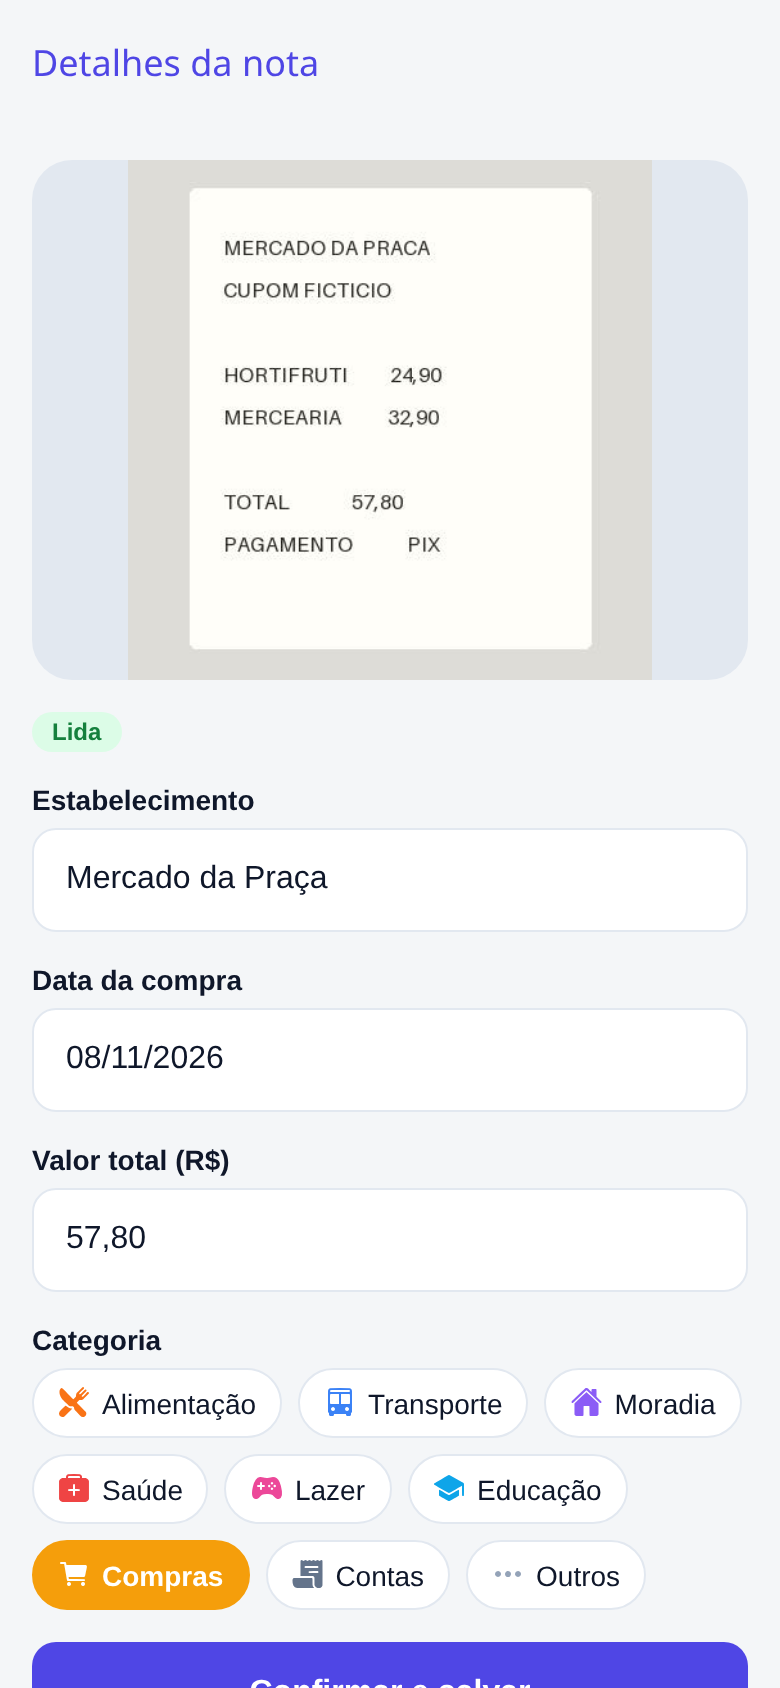 Detalhes da nota
MERCADO DA PRACA
CUPOM FICTICIO
HORTIFRUTI 24,90
MERCEARIA 32,90
TOTAL 57,80
PAGAMENTO PIX
Lida
Estabelecimento
Mercado da Praça
Data da compra
08/11/2026
Valor total (R$)
57,80
Categoria
Alimentação Transporte Moradia
Saúde Lazer Educação
Compras Contas Outros
Confirmar e salvar